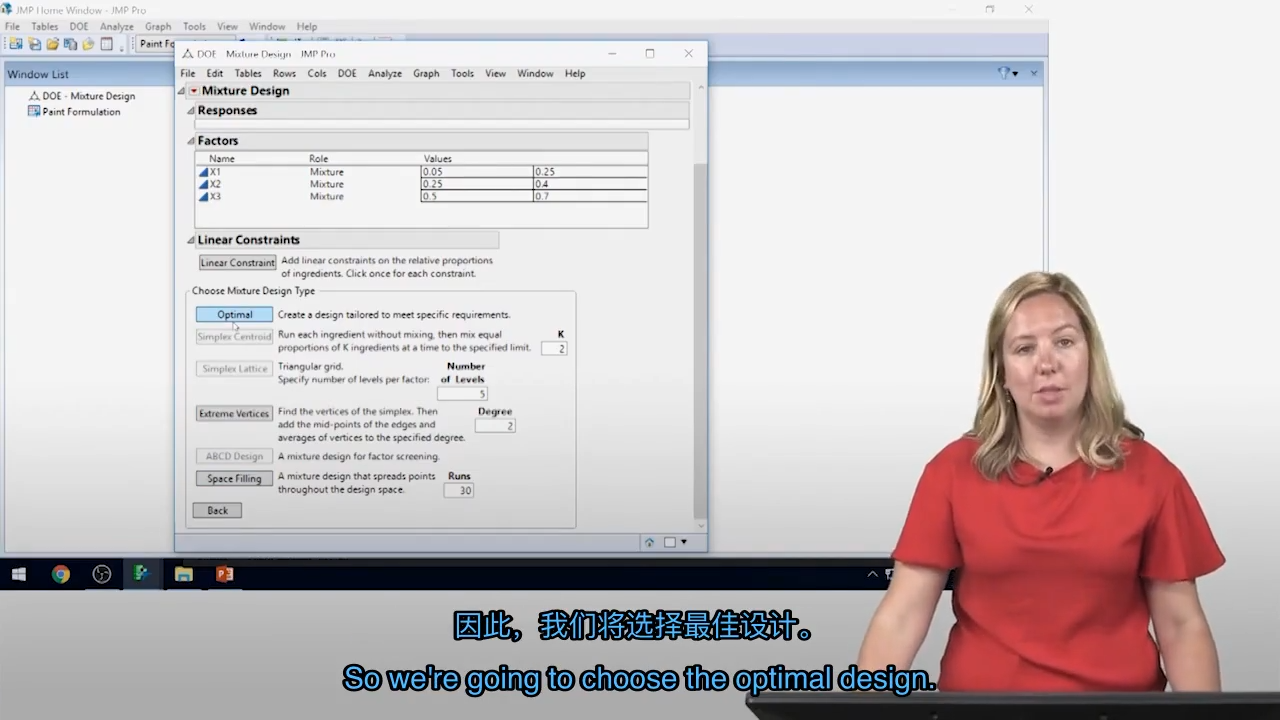 JMP Home Window - JMP Pro
File Tables DOE Analyze Graph Tools View Window Help
Window List
DOE - Mixture Design
Paint Formulation
DOE Mixture Design JMP Pro
File Edit Tables Rows Cols DOE Analyze Graph Tools View Window Help
Mixture Design
Responses
Factors
Name Role Values
X1 Mixture 0.05 0.25
X2 Mixture 0.25 0.4
X3 Mixture 0.5 0.7
Linear Constraints
Linear Constraint Add linear constraints on the relative proportions
of ingredients. Click once for each constraint.
Choose Mixture Design Type
Optimal Create a design tailored to meet specific requirements.
Simplex Centroid Run each ingredient without mixing, then mix equal K
proportions of K ingredients at a time to the specified limit. 2
Simplex Lattice Triangular grid. Number
Specify number of levels per factor: of Levels
5
Extreme Vertices Find the vertices of the simplex. Then Degree
add the mid-points of the edges and 2
averages of vertices to the specified degree.
ABCD Design A mixture design for factor screening.
Space Filling A mixture design that spreads points Runs
throughout the design space. 30
Back
因此，我们将选择最佳设计。
So we're going to choose the optimal design.